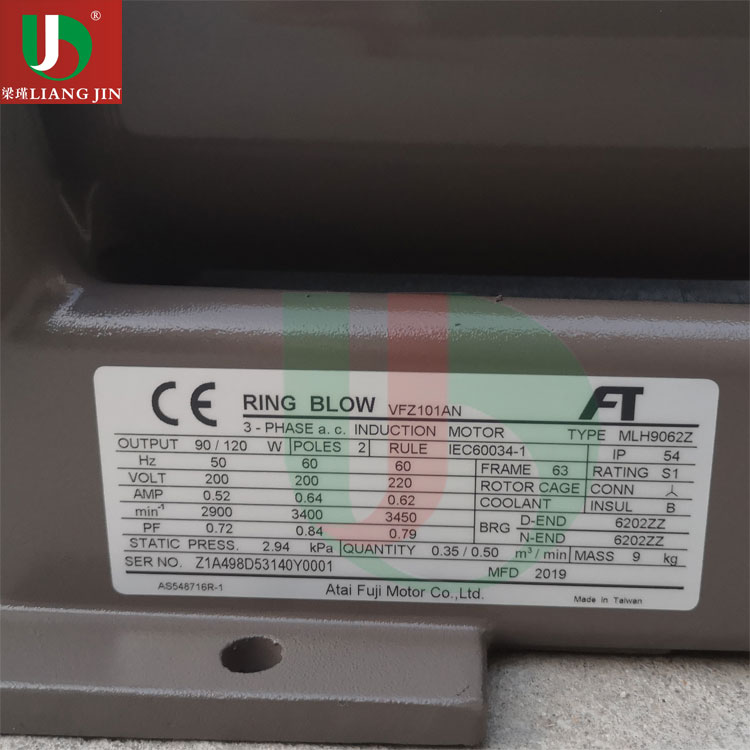 ®
梁瑾LIANG JIN
CE RING BLOW VFZ101AN FT
3 - PHASE a.c. INDUCTION MOTOR TYPE MLH9062Z
OUTPUT 90 / 120 W POLES 2 RULE IEC60034-1 IP 54
Hz 50 60 60 FRAME 63 RATING S1
VOLT 200 200 220 ROTOR CAGE CONN 人
AMP 0.52 0.64 0.62 COOLANT INSUL B
min-1 2900 3400 3450 BRG D-END 6202ZZ
PF 0.72 0.84 0.79 N-END 6202ZZ
STATIC PRESS. 2.94 kPa QUANTITY 0.35 / 0.50 m³/ min MASS 9 kg
SER NO. Z1A498D53140Y0001 MFD 2019
AS548716R-1 Atai Fuji Motor Co.,Ltd. Made in Taiwan